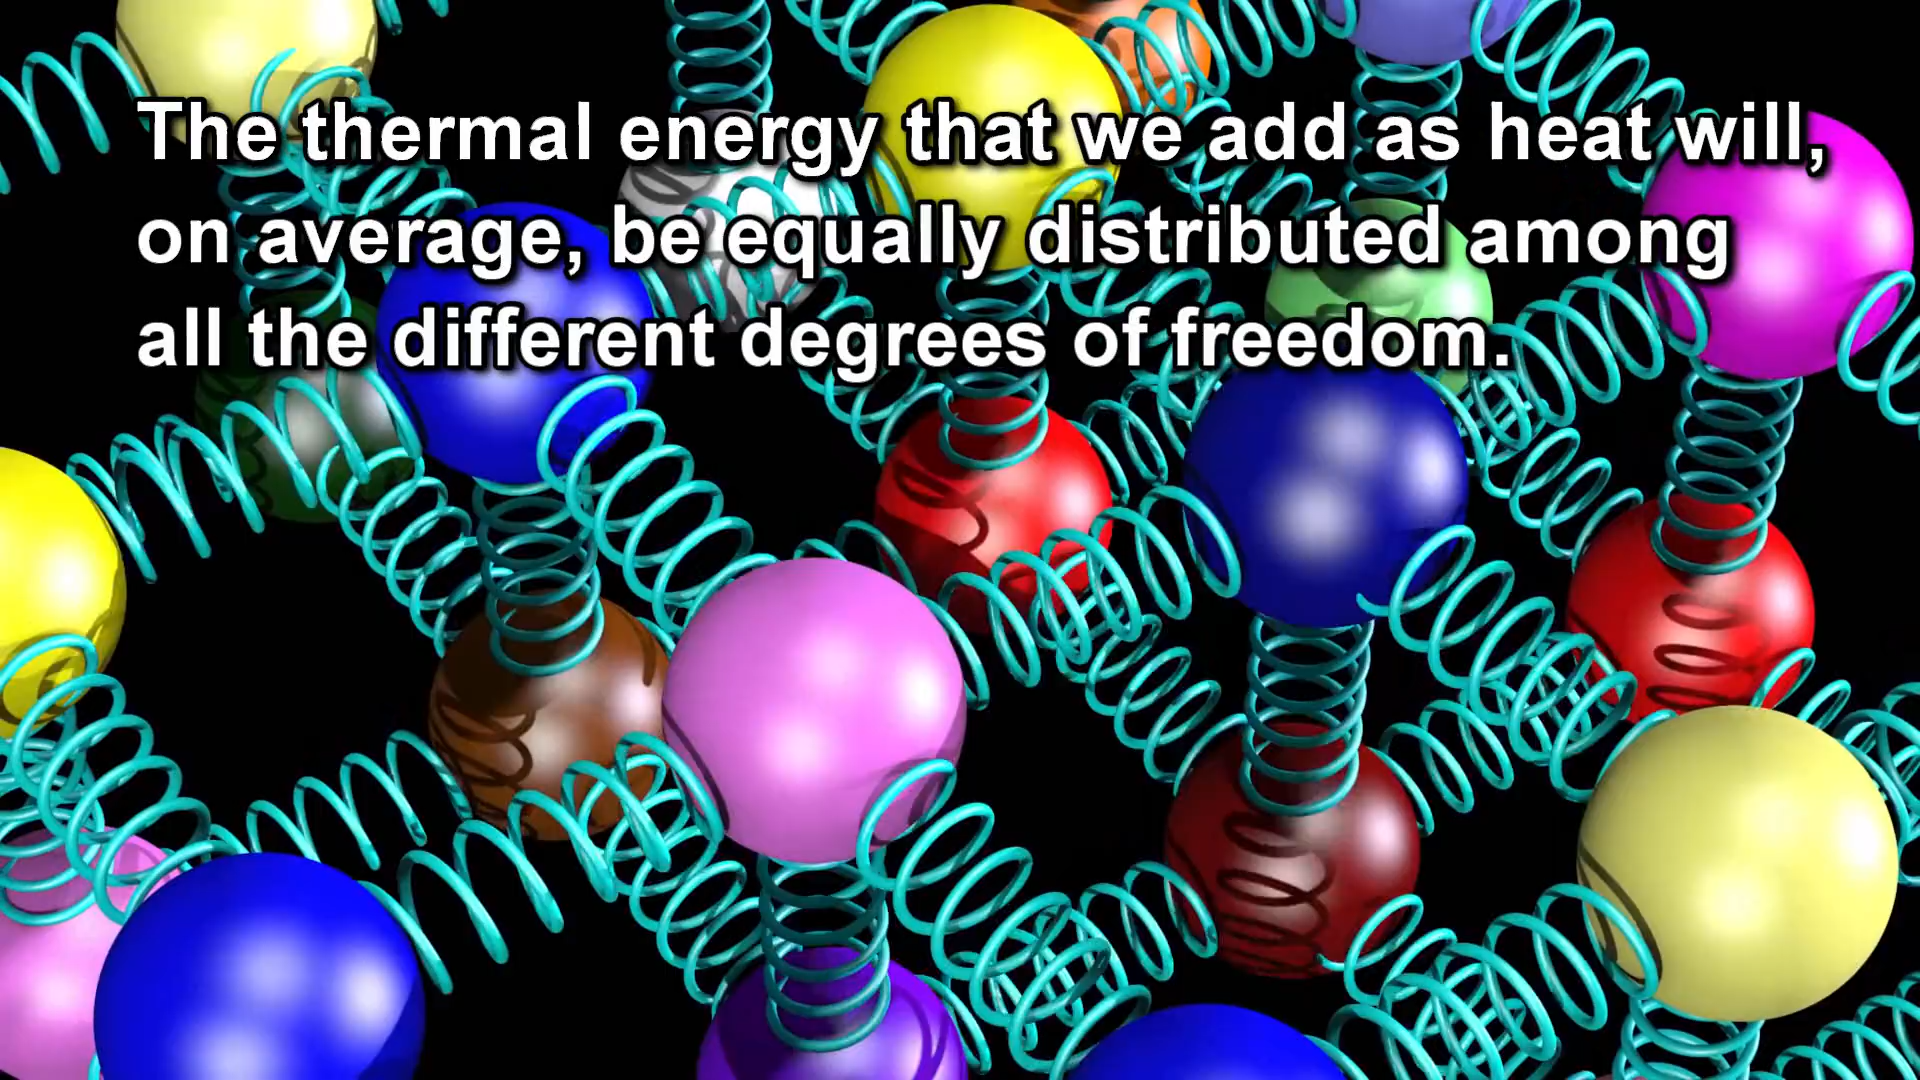 The thermal energy that we add as heat will,
on average, be equally distributed among
all the different degrees of freedom.